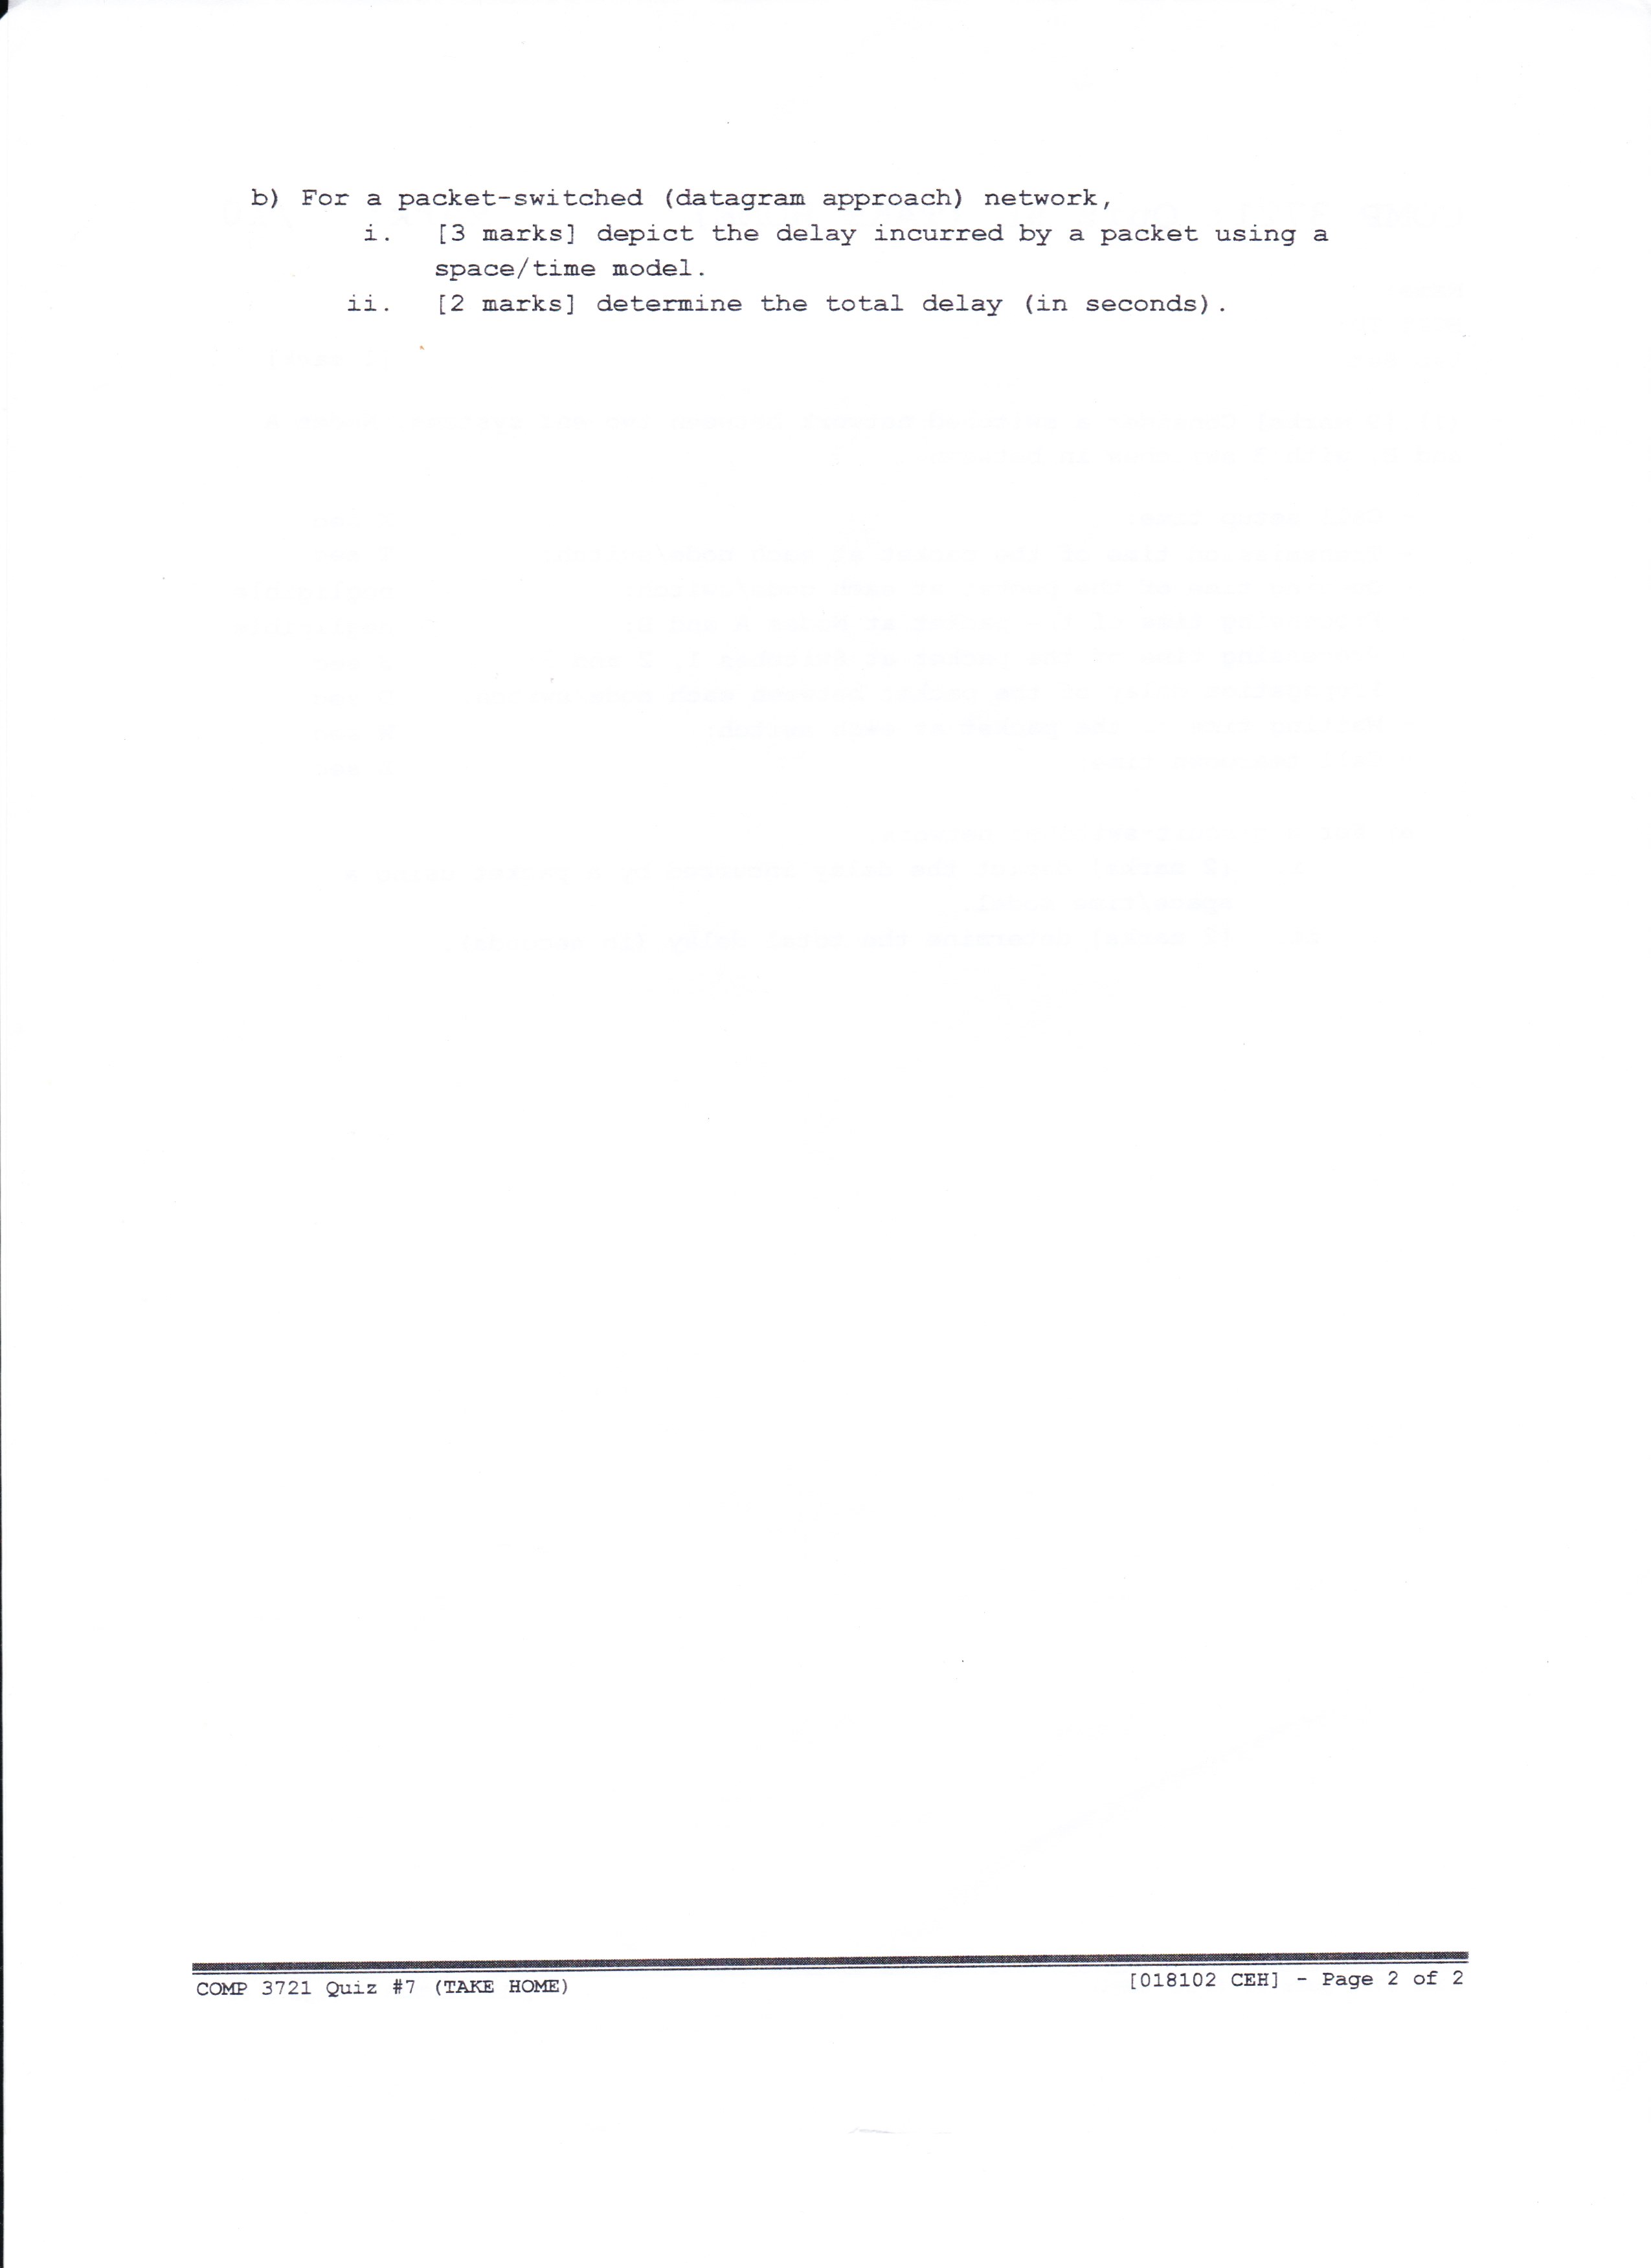 b) For a packet-switched (datagram approach) network,
i. [3 marks] depict the delay incurred by a packet using a
space/time model.
ii. [2 marks] determine the total delay (in seconds).
COMP 3721 Quiz #7 (TAKE HOME)
[018102 CEH] - Page 2 of 2